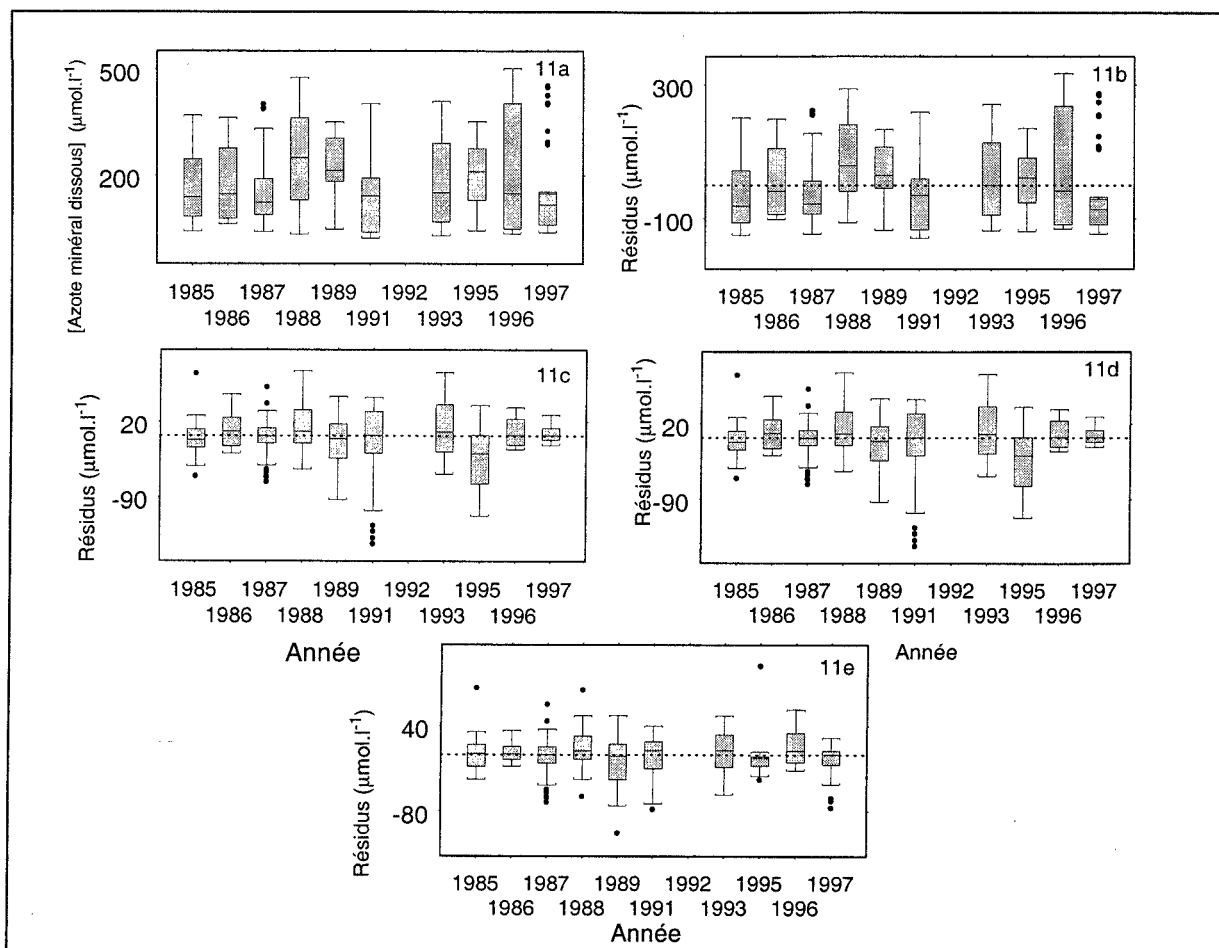 11a
[Azote minéral dissous] (μmol.l⁻¹)
500
200
1985 1987 1989 1992 1995 1997
1986 1988 1991 1993 1996
11b
Résidus (μmol.l⁻¹)
300
-100
1985 1987 1989 1992 1995 1997
1986 1988 1991 1993 1996
11c
Résidus (μmol.l⁻¹)
20
-90
1985 1987 1989 1992 1995 1997
1986 1988 1991 1993 1996
Année
11d
Résidus (μmol.l⁻¹)
20
-90
1985 1987 1989 1992 1995 1997
1986 1988 1991 1993 1996
Année
11e
Résidus (μmol.l⁻¹)
40
-80
1985 1987 1989 1992 1995 1997
1986 1988 1991 1993 1996
Année